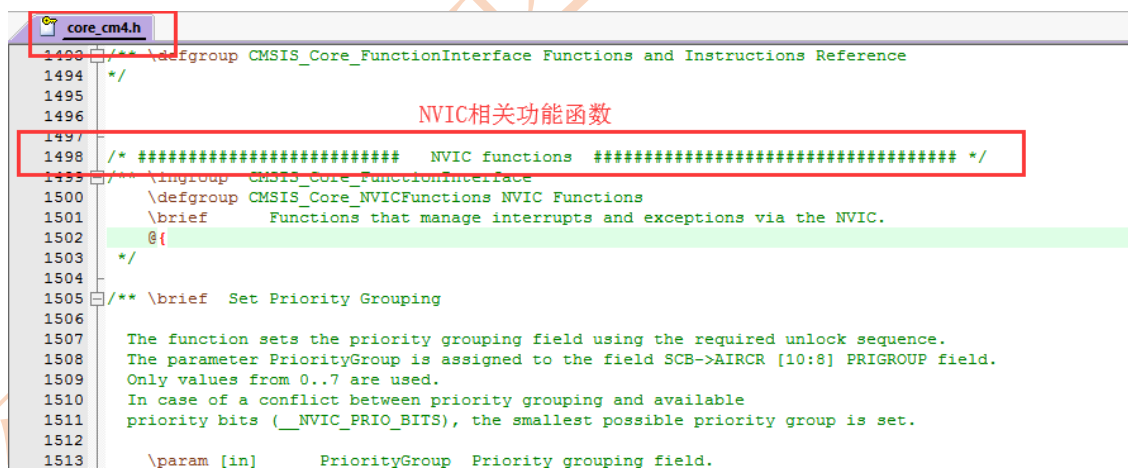 core_cm4.h
1493 /** \defgroup CMSIS_Core_FunctionInterface Functions and Instructions Reference
1494 */
1495
1496
NVIC相关功能函数
1497
1498 /* ########################## NVIC functions #################################### */
1499 /** \ingroup CMSIS_Core_FunctionInterface
1500 \defgroup CMSIS_Core_NVICFunctions NVIC Functions
1501 \brief Functions that manage interrupts and exceptions via the NVIC.
1502 @{
1503 */
1504
1505 /** \brief Set Priority Grouping
1506
1507 The function sets the priority grouping field using the required unlock sequence.
1508 The parameter PriorityGroup is assigned to the field SCB->AIRCR [10:8] PRIGROUP field.
1509 Only values from 0..7 are used.
1510 In case of a conflict between priority grouping and available
1511 priority bits (__NVIC_PRIO_BITS), the smallest possible priority group is set.
1512
1513 \param [in] PriorityGroup Priority grouping field.